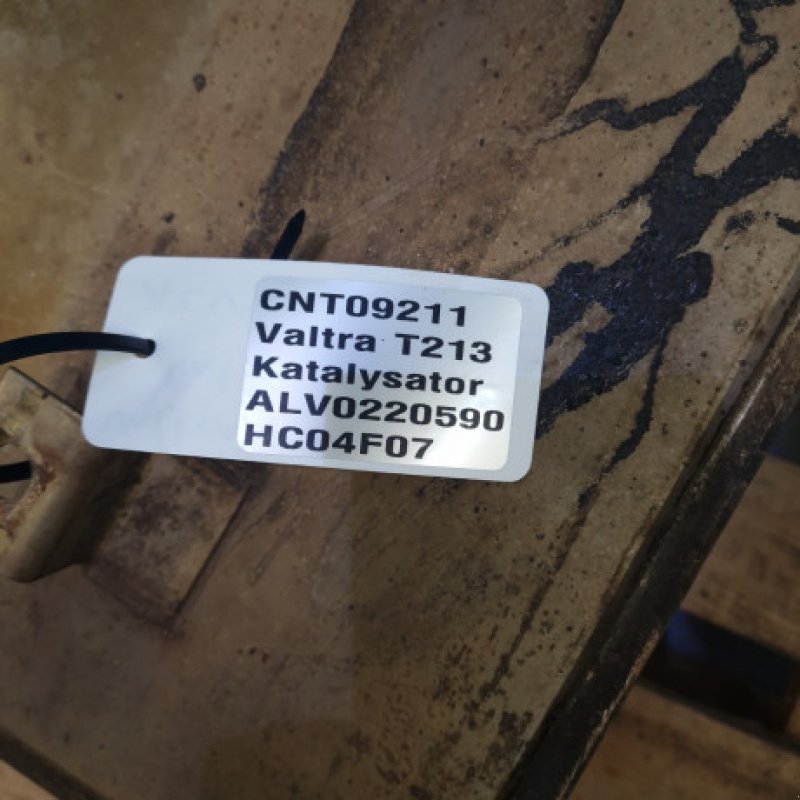 CNT09211
Valtra T213
Katalysator
ALV0220590
HC04F07